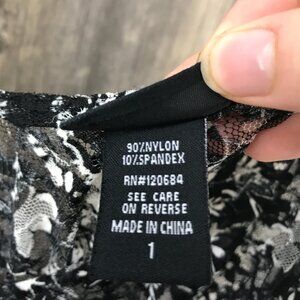 90%NYLON
10%SPANDEX
RN#120684
SEE CARE
ON REVERSE
MADE IN CHINA
1